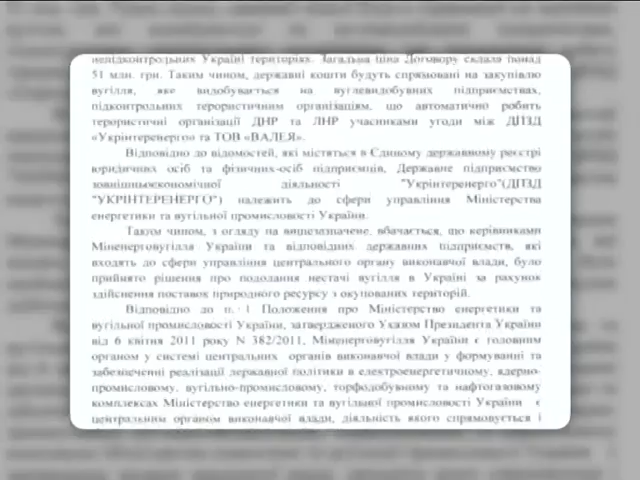 непідконтрольних Україні територіях. Загальна ціна Договору склала понад
51 млн. грн. Таким чином, державні кошти будуть спрямовані на закупівлю
вугілля, яке видобувається на вуглевидобувних підприємствах,
підконтрольних терористичним організаціям, що автоматично робить
терористичні організації ДНР та ЛНР учасниками угоди між ДПЗД
«Укрінтеренерго» та ТОВ «ВАЛЕЯ».
Відповідно до відомостей, які містяться в Єдиному державному реєстрі
юридичних осіб та фізичних-осіб підприємців, Державне підприємство
зовнішньоекономічної діяльності "Укрінтеренерго"(ДПЗД
"УКРІНТЕРЕНЕРГО") належить до сфери управління Міністерства
енергетики та вугільної промисловості України.
Таким чином, з огляду на вищезазначене, вбачається, що керівниками
Міненерговугілля України та відповідних державних підприємств, які
входять до сфери управління центрального органу виконавчої влади, було
прийнято рішення про подолання нестачі вугілля в Україні за рахунок
здійснення поставок природного ресурсу з окупованих територій.
Відповідно до п. 1 Положення про Міністерство енергетики та
вугільної промисловості України, затвердженого Указом Президента України
від 6 квітня 2011 року N 382/2011, Міненерговугілля України є головним
органом у системі центральних органів виконавчої влади у формуванні та
забезпеченні реалізації державної політики в електроенергетичному, ядерно-
промисловому, вугільно-промисловому, торфодобувному та нафтогазовому
комплексах Міністерство енергетики та вугільної промисловості України є
центральним органом виконавчої влади, діяльність якого спрямовується і